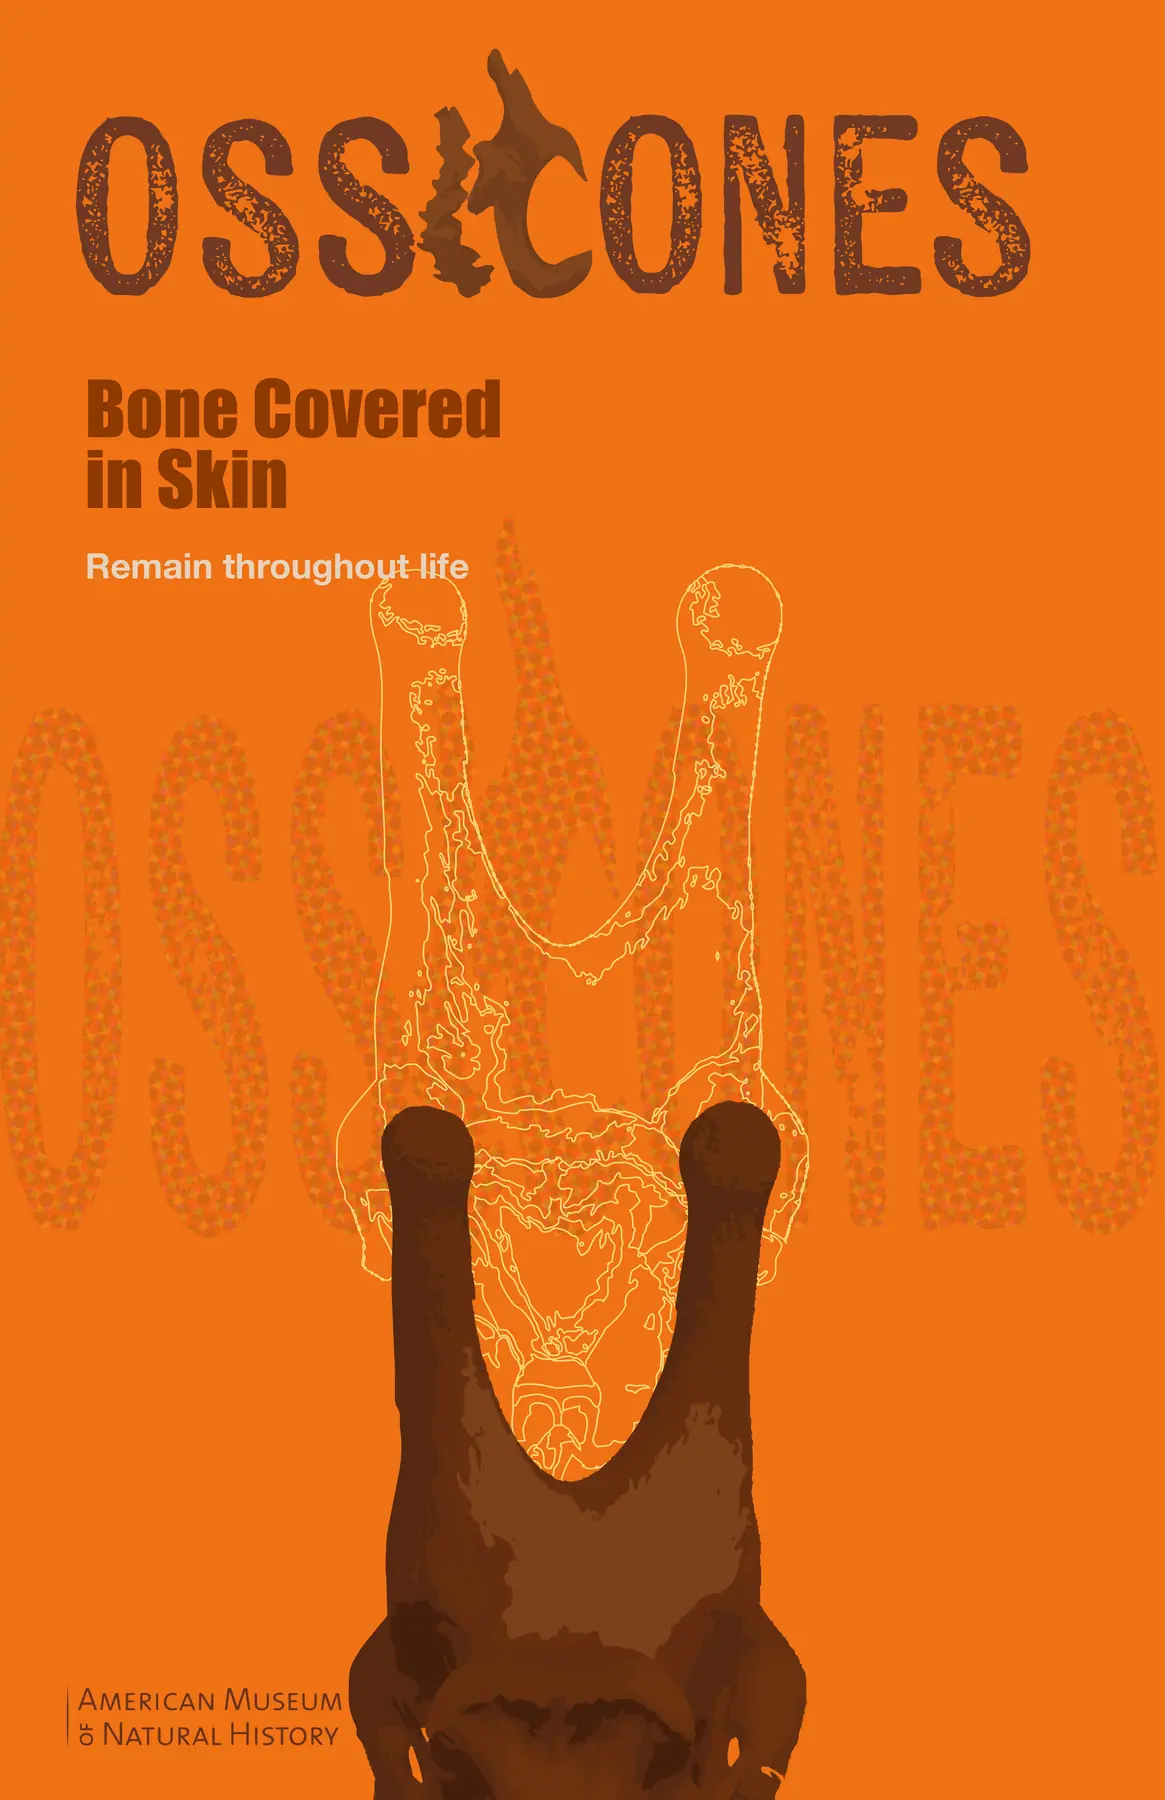 OSSICONES
Bone Covered
in Skin
Remain throughout life
OSSICONES
AMERICAN MUSEUM
OF NATURAL HISTORY